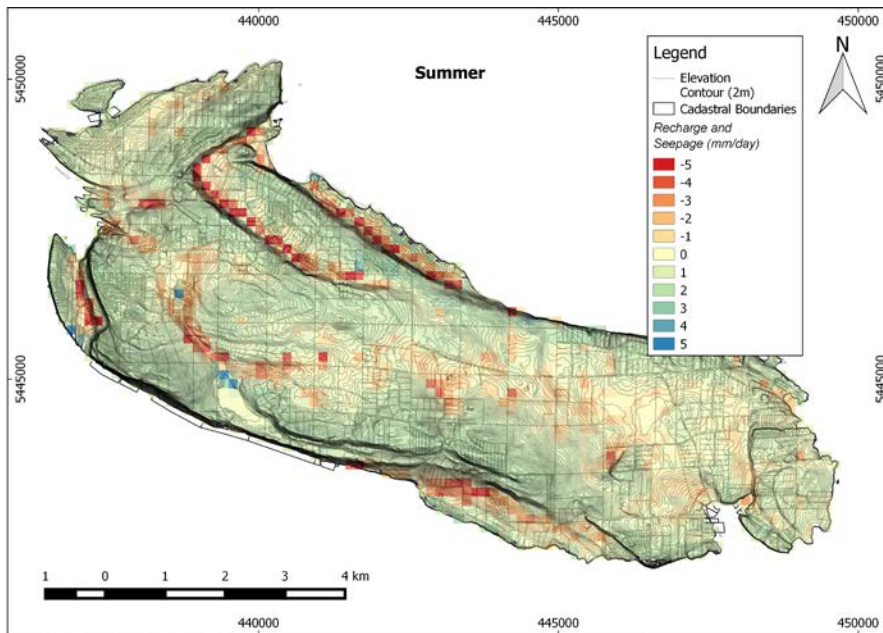 440000
445000
450000
5450000
Summer
Legend
Elevation
Contour (2m)
Cadastral Boundaries
Recharge and
Seepage (mm/day)
-5
-4
-3
-2
-1
0
1
2
3
4
5
N
5450000
5445000
5445000
1 0 1 2 3 4 km
440000
445000
450000